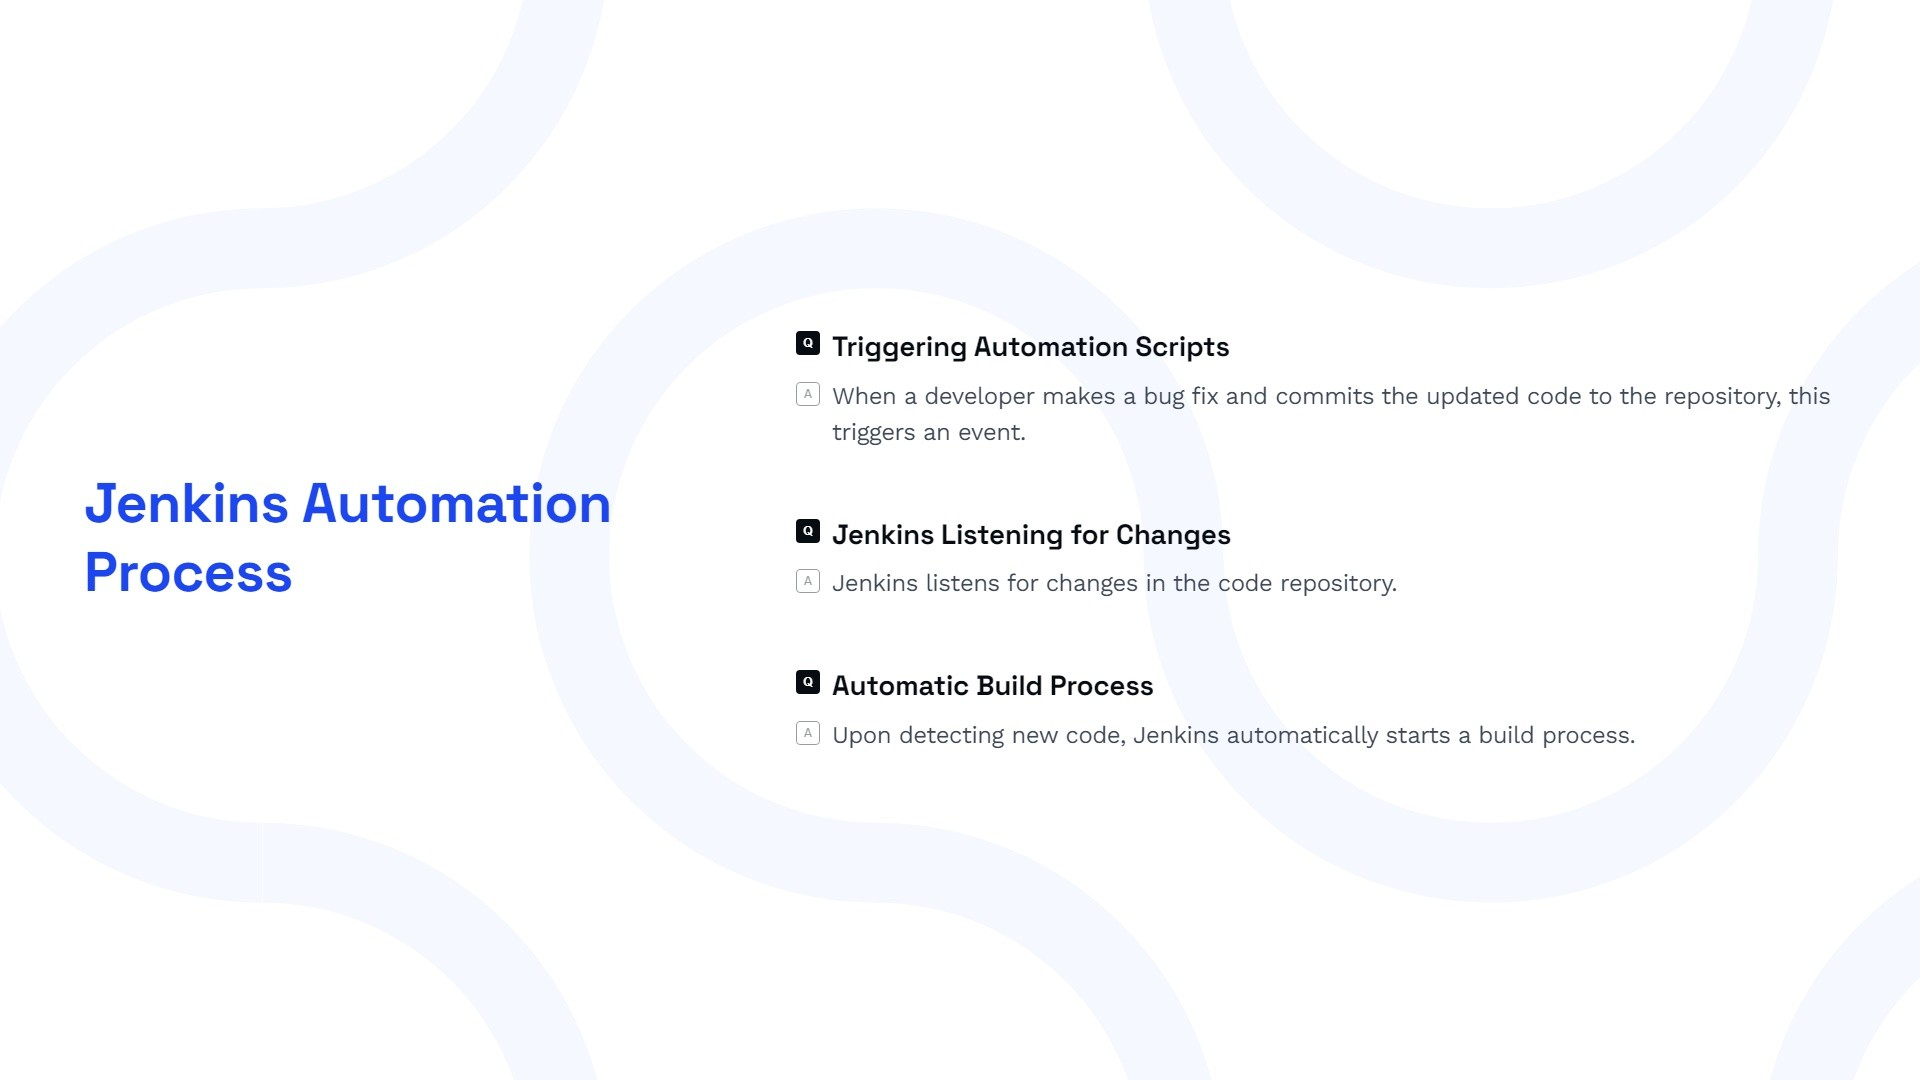 Jenkins Automation
Process
Q Triggering Automation Scripts
A When a developer makes a bug fix and commits the updated code to the repository, this
triggers an event.
Q Jenkins Listening for Changes
A Jenkins listens for changes in the code repository.
Q Automatic Build Process
A Upon detecting new code, Jenkins automatically starts a build process.